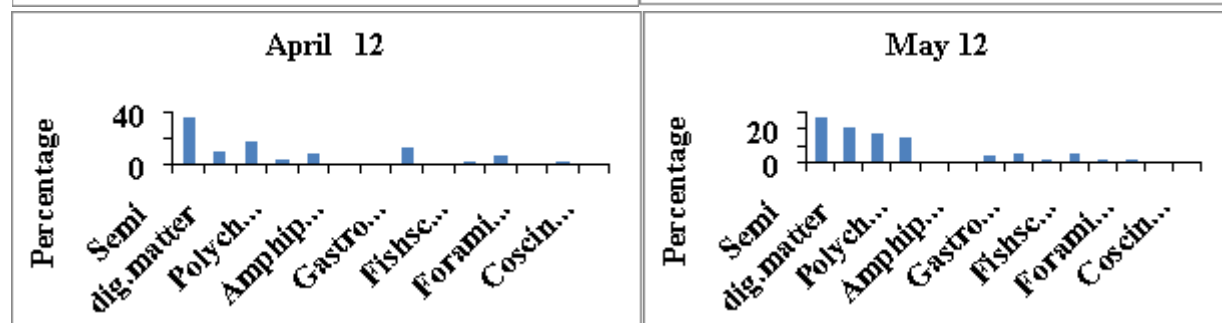 April 12
Percentage
40
0
Semi
dig.matter
Polych...
Amphip...
Gastro...
Fishsc...
Forami...
Coscin...
May 12
Percentage
20
0
Semi
dig.matter
Polych...
Amphip...
Gastro...
Fishsc...
Forami...
Coscin...